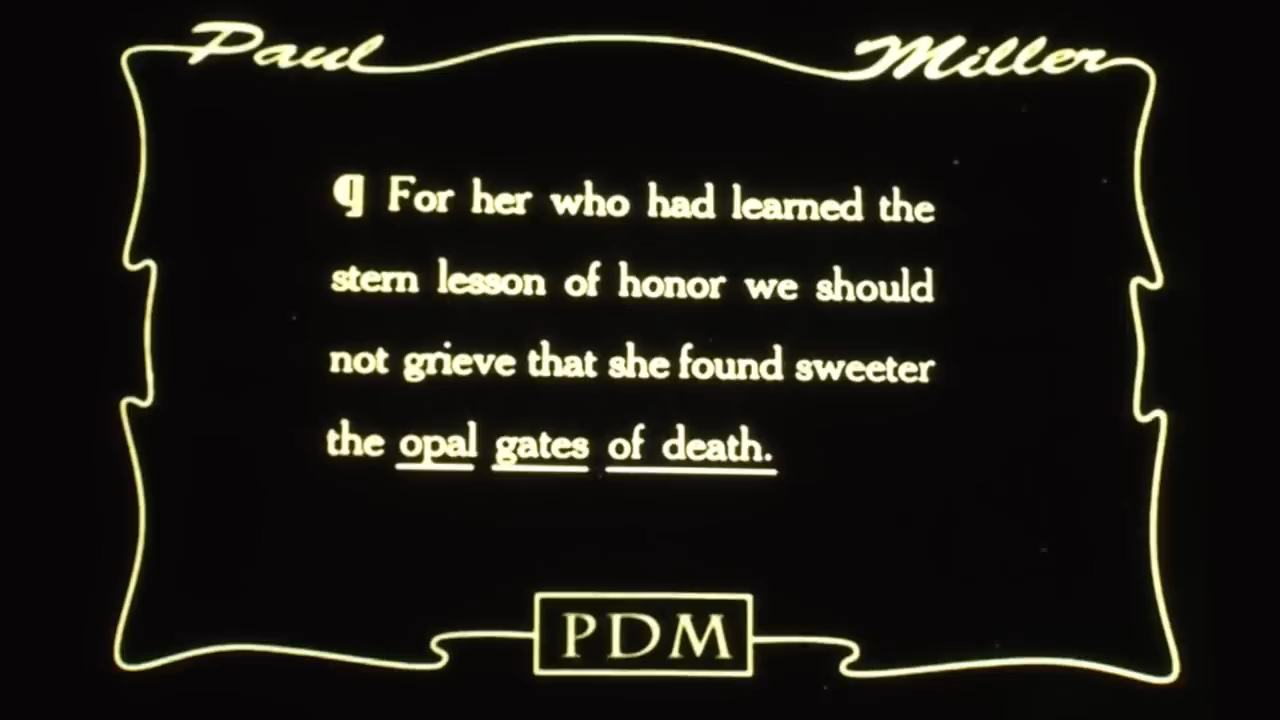 Paul Miller
¶ For her who had learned the
stern lesson of honor we should
not grieve that she found sweeter
the opal gates of death.
PDM